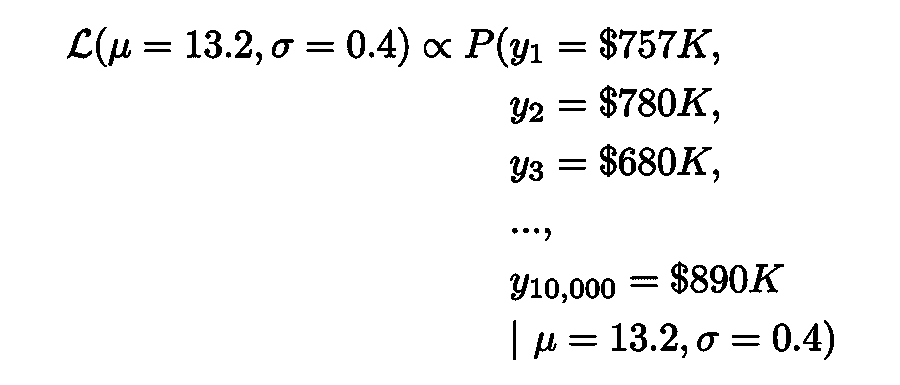 ℒ(μ = 13.2, σ = 0.4) ∝ P(y₁ = $757K,
y₂ = $780K,
y₃ = $680K,
...,
y₁₀,₀₀₀ = $890K
| μ = 13.2, σ = 0.4)